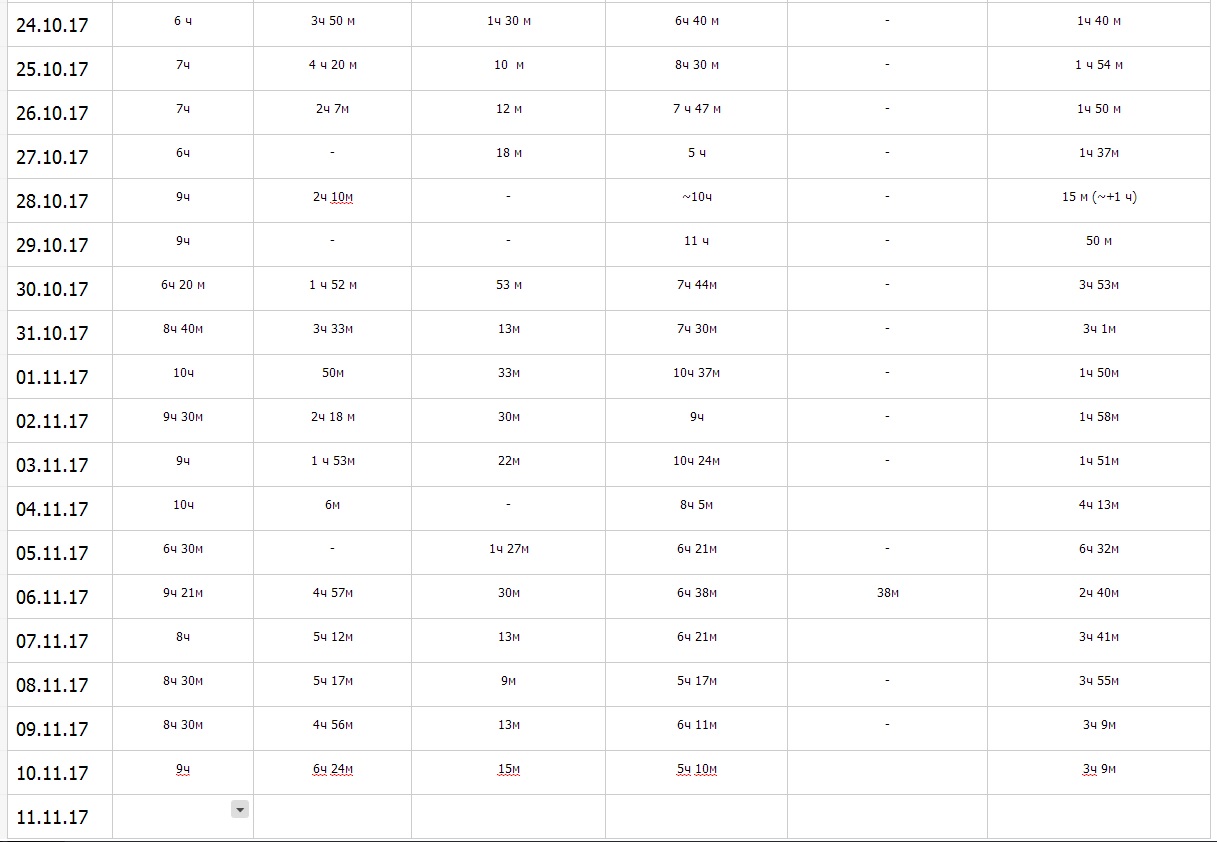 24.10.17 6 ч 3ч 50 м 1ч 30 м 6ч 40 м - 1ч 40 м
25.10.17 7ч 4 ч 20 м 10 м 8ч 30 м - 1 ч 54 м
26.10.17 7ч 2ч 7м 12 м 7 ч 47 м - 1ч 50 м
27.10.17 6ч - 18 м 5 ч - 1ч 37м
28.10.17 9ч 2ч 10м - ~10ч - 15 м (~+1 ч)
29.10.17 9ч - - 11 ч - 50 м
30.10.17 6ч 20 м 1 ч 52 м 53 м 7ч 44м - 3ч 53м
31.10.17 8ч 40м 3ч 33м 13м 7ч 30м - 3ч 1м
01.11.17 10ч 50м 33м 10ч 37м - 1ч 50м
02.11.17 9ч 30м 2ч 18 м 30м 9ч - 1ч 58м
03.11.17 9ч 1 ч 53м 22м 10ч 24м - 1ч 51м
04.11.17 10ч 6м - 8ч 5м 4ч 13м
05.11.17 6ч 30м - 1ч 27м 6ч 21м - 6ч 32м
06.11.17 9ч 21м 4ч 57м 30м 6ч 38м 38м 2ч 40м
07.11.17 8ч 5ч 12м 13м 6ч 21м 3ч 41м
08.11.17 8ч 30м 5ч 17м 9м 5ч 17м - 3ч 55м
09.11.17 8ч 30м 4ч 56м 13м 6ч 11м - 3ч 9м
10.11.17 9ч 6ч 24м 15м 5ч 10м 3ч 9м
11.11.17